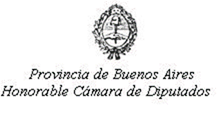 Provincia de Buenos Aires
Honorable Cámara de Diputados